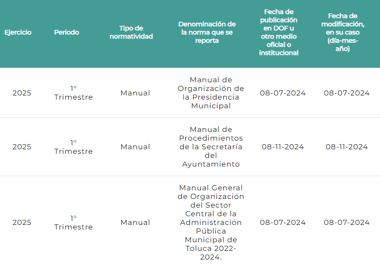 Ejercicio
Periodo
Tipo de
normatividad
Denominación de
la norma que se
reporta
Fecha de
publicación
en DOF u
otro medio
oficial o
institucional
Fecha de
modificación,
en su caso
(día-mes-
año)
2025
1°
Trimestre
Manual
Manual de
Organización de
la Presidencia
Municipal
08-07-2024
08-07-2024
2025
1°
Trimestre
Manual
Manual de
Procedimientos
de la Secretaría
del
Ayuntamiento
08-11-2024
08-11-2024
2025
1°
Trimestre
Manual
Manual General
de Organización
del Sector
Central de la
Administración
Pública
Municipal de
Toluca 2022-
2024.
08-07-2024
08-07-2024